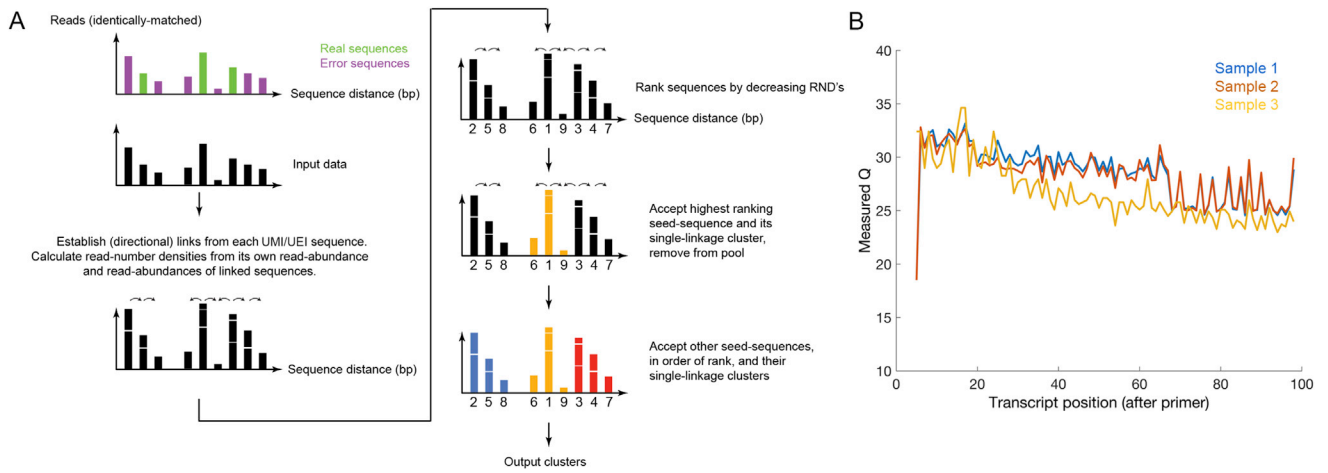 A
Reads (identically-matched)
Real sequences
Error sequences
Sequence distance (bp)
Input data
Establish (directional) links from each UMI/UEI sequence.
Calculate read-number densities from its own read-abundance
and read-abundances of linked sequences.
Sequence distance (bp)
Rank sequences by decreasing RND's
Sequence distance (bp)
2 5 8 6 1 9 3 4 7
Accept highest ranking
seed-sequence and its
single-linkage cluster,
remove from pool
2 5 8 6 1 9 3 4 7
Accept other seed-sequences,
in order of rank, and their
single-linkage clusters
2 5 8 6 1 9 3 4 7
Output clusters
B
Sample 1
Sample 2
Sample 3
Measured Q
40
35
30
25
20
15
10
0 20 40 60 80 100
Transcript position (after primer)